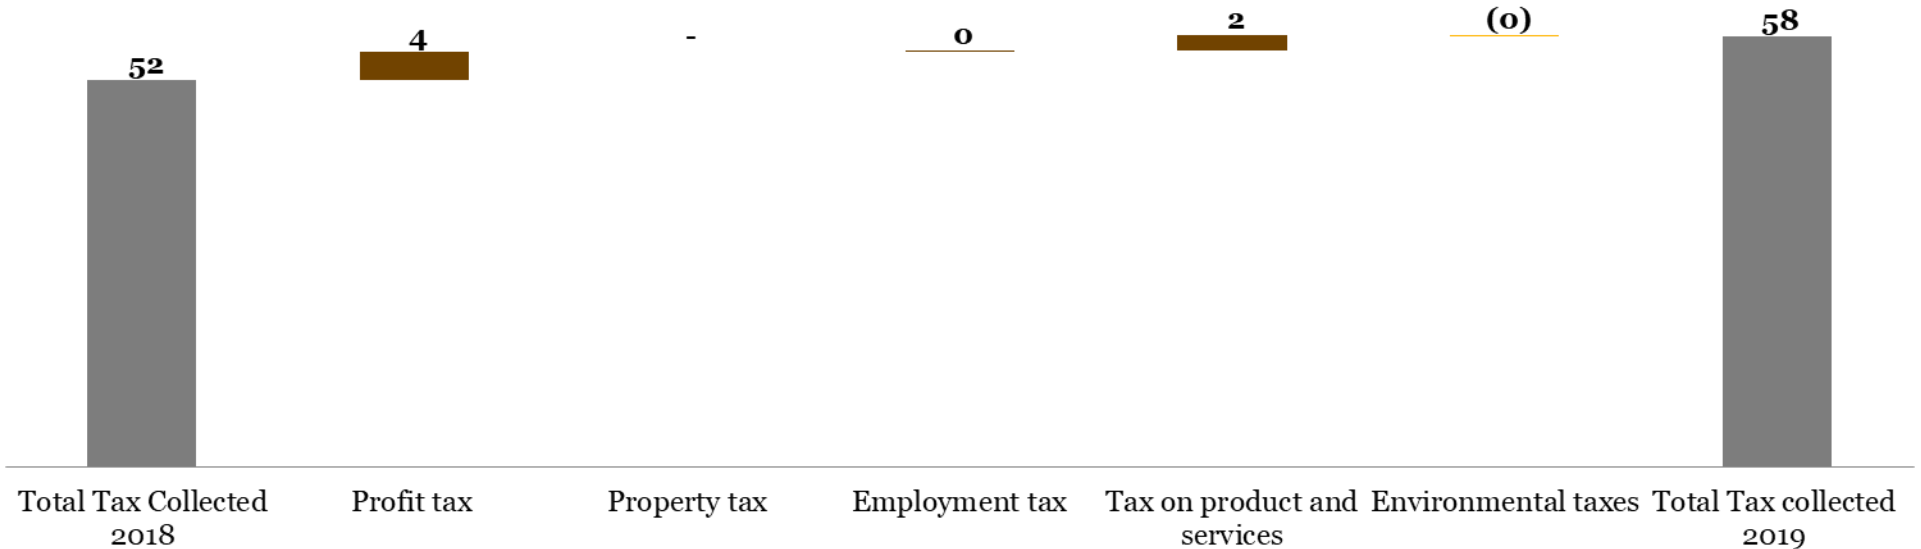 52
4
-
0
2
(0)
58
Total Tax Collected
2018
Profit tax
Property tax
Employment tax
Tax on product and
services
Environmental taxes
Total Tax collected
2019